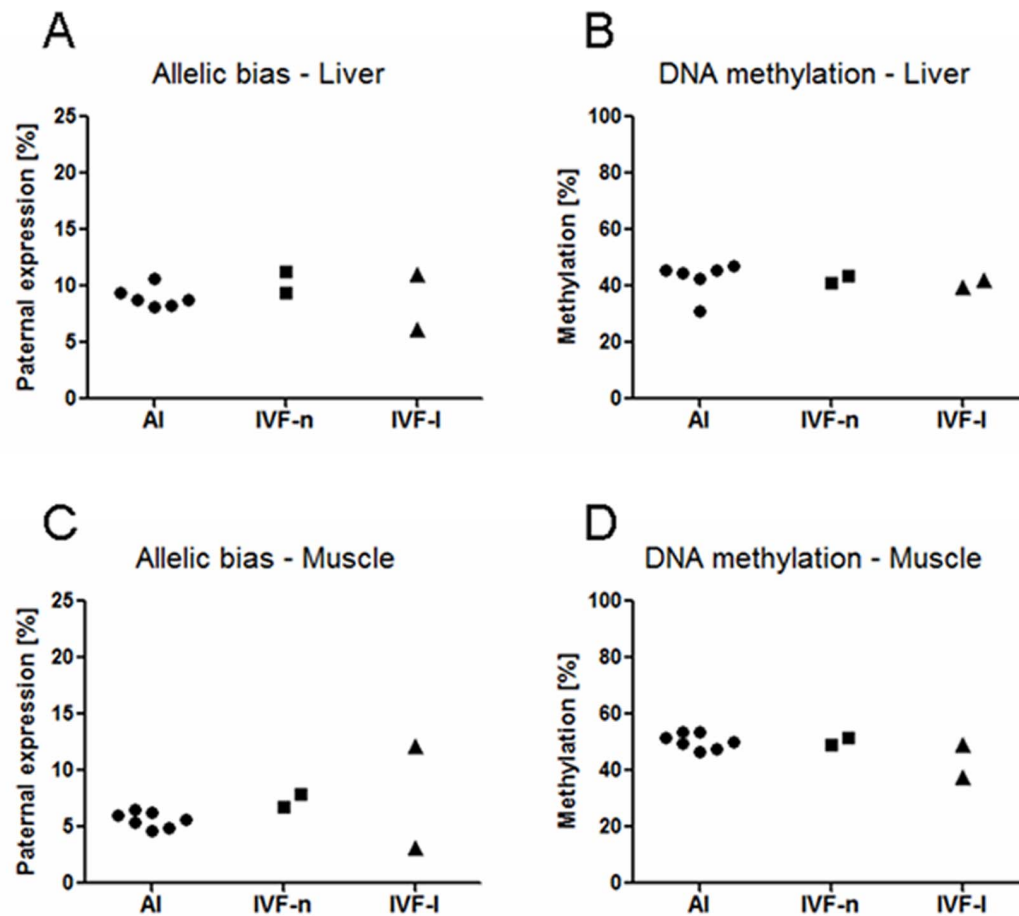 A
Allelic bias - Liver
Paternal expression [%]
25
20
15
10
5
0
AI IVF-n IVF-l
B
DNA methylation - Liver
Methylation [%]
100
80
60
40
20
0
AI IVF-n IVF-l
C
Allelic bias - Muscle
Paternal expression [%]
25
20
15
10
5
0
AI IVF-n IVF-l
D
DNA methylation - Muscle
Methylation [%]
100
80
60
40
20
0
AI IVF-n IVF-l